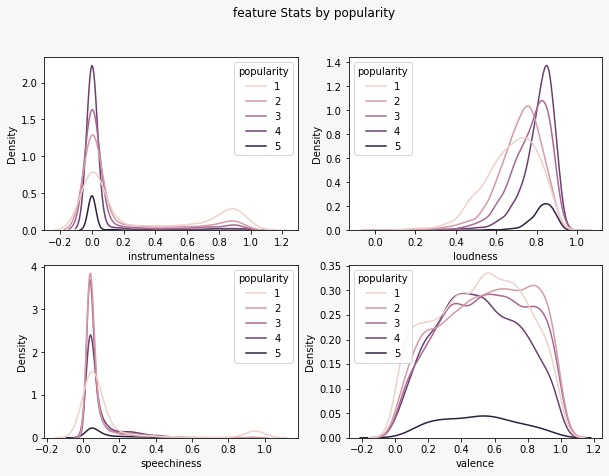 feature Stats by popularity
Density
2.0
1.5
1.0
0.5
0.0
popularity
1
2
3
4
5
−0.2 0.0 0.2 0.4 0.6 0.8 1.0 1.2
instrumentalness
Density
1.4
1.2
1.0
0.8
0.6
0.4
0.2
0.0
popularity
1
2
3
4
5
0.0 0.2 0.4 0.6 0.8 1.0
loudness
Density
4
3
2
1
0
popularity
1
2
3
4
5
−0.2 0.0 0.2 0.4 0.6 0.8 1.0
speechiness
Density
0.35
0.30
0.25
0.20
0.15
0.10
0.05
0.00
popularity
1
2
3
4
5
−0.2 0.0 0.2 0.4 0.6 0.8 1.0 1.2
valence